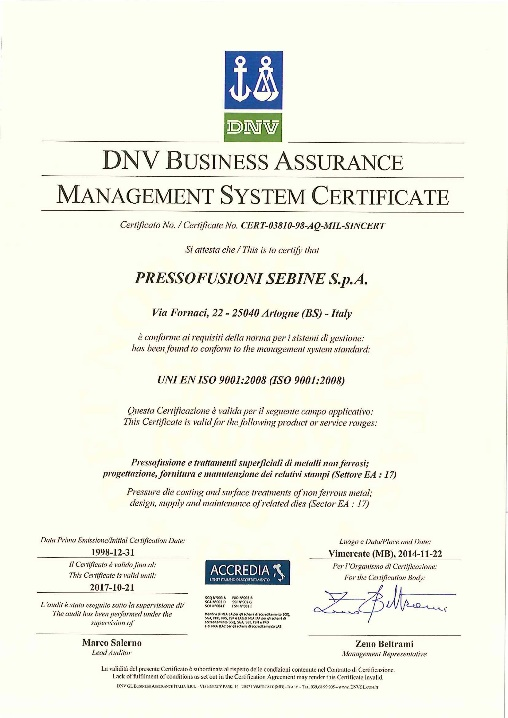 DNV
DNV BUSINESS ASSURANCE
MANAGEMENT SYSTEM CERTIFICATE
Certificato No. / Certificate No. CERT-03810-98-AQ-MIL-SINCERT
Si attesta che / This is to certify that
PRESSOFUSIONI SEBINE S.p.A.
Via Fornaci, 22 - 25040 Artogne (BS) - Italy
è conforme ai requisiti della norma per i sistemi di gestione:
has been found to conform to the management system standard:
UNI EN ISO 9001:2008 (ISO 9001:2008)
Questa Certificazione è valida per il seguente campo applicativo:
This Certificate is valid for the following product or service ranges:
Pressofusione e trattamenti superficiali di metalli non ferrosi;
progettazione, fornitura e manutenzione dei relativi stampi (Settore EA : 17)
Pressure die casting and surface treatments of non ferrous metal;
design, supply and maintenance of related dies (Sector EA : 17)
Data Prima Emissione/Initial Certification Date:
1998-12-31
Il Certificato è valido fino al:
This Certificate is valid until:
2017-10-21
L'audit è stato eseguito sotto la supervisione di/
The audit has been performed under the
supervision of
Marco Salerno
Lead Auditor
ACCREDIA
Luogo e Data/Place and Date:
Vimercate (MB), 2014-11-22
Per l'Organismo di Certificazione:
For the Certification Body:
Zeno Beltrami
Zeno Beltrami
Management Representative
La validità del presente Certificato è subordinata al rispetto delle condizioni contenute nel Contratto di Certificazione.
Lack of fulfilment of conditions as set out in the Certification Agreement may render this Certificate invalid.